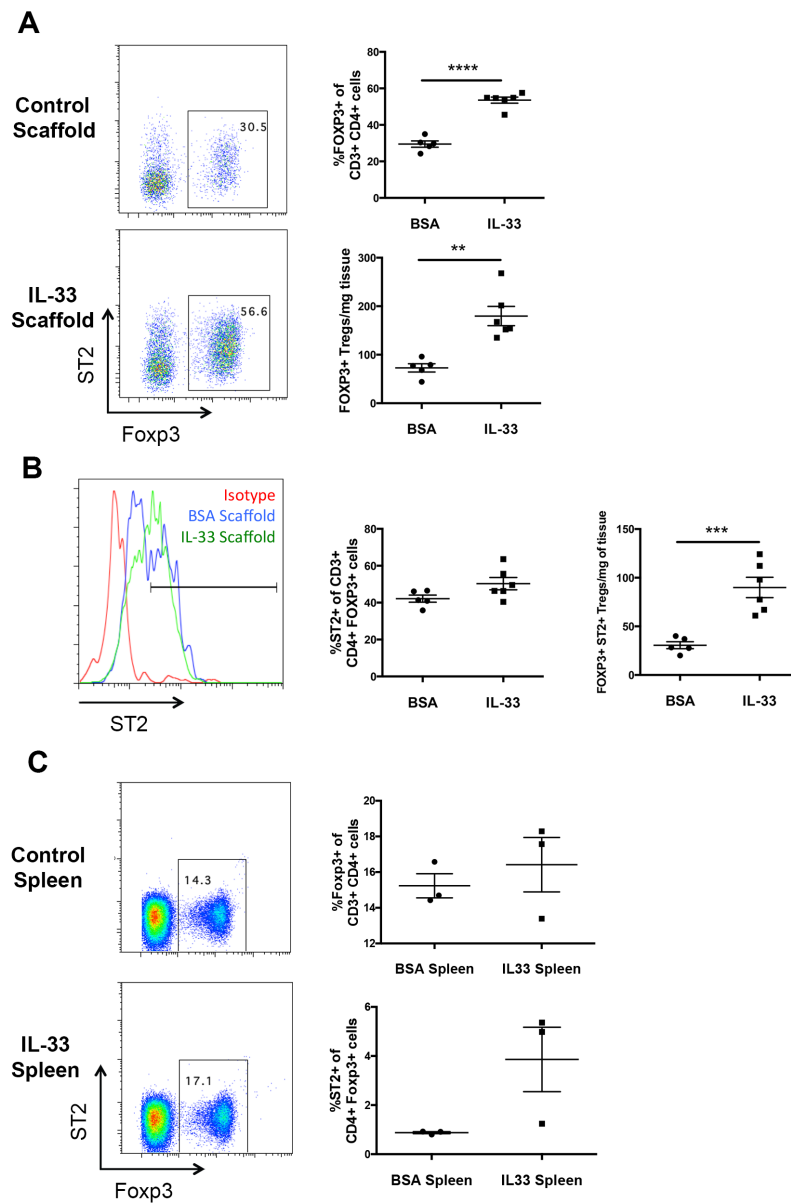 A
Control
Scaffold
30.5
IL-33
Scaffold
56.6
ST2
Foxp3
%FOXP3+ of
CD3+ CD4+ cells
80
60
40
20
0
****
BSA
IL-33
FOXP3+ Tregs/mg tissue
300
200
100
0
**
BSA
IL-33
B
Isotype
BSA Scaffold
IL-33 Scaffold
ST2
%ST2+ of CD3+
CD4+ FOXP3+ cells
80
60
40
20
0
BSA
IL-33
FOXP3+ ST2+ Tregs/mg of tissue
150
100
50
0
***
BSA
IL-33
C
Control
Spleen
14.3
IL-33
Spleen
17.1
ST2
Foxp3
%Foxp3+ of
CD3+ CD4+ cells
20
18
16
14
12
BSA Spleen
IL33 Spleen
%ST2+ of
CD4+ Foxp3+ cells
6
4
2
0
BSA Spleen
IL33 Spleen